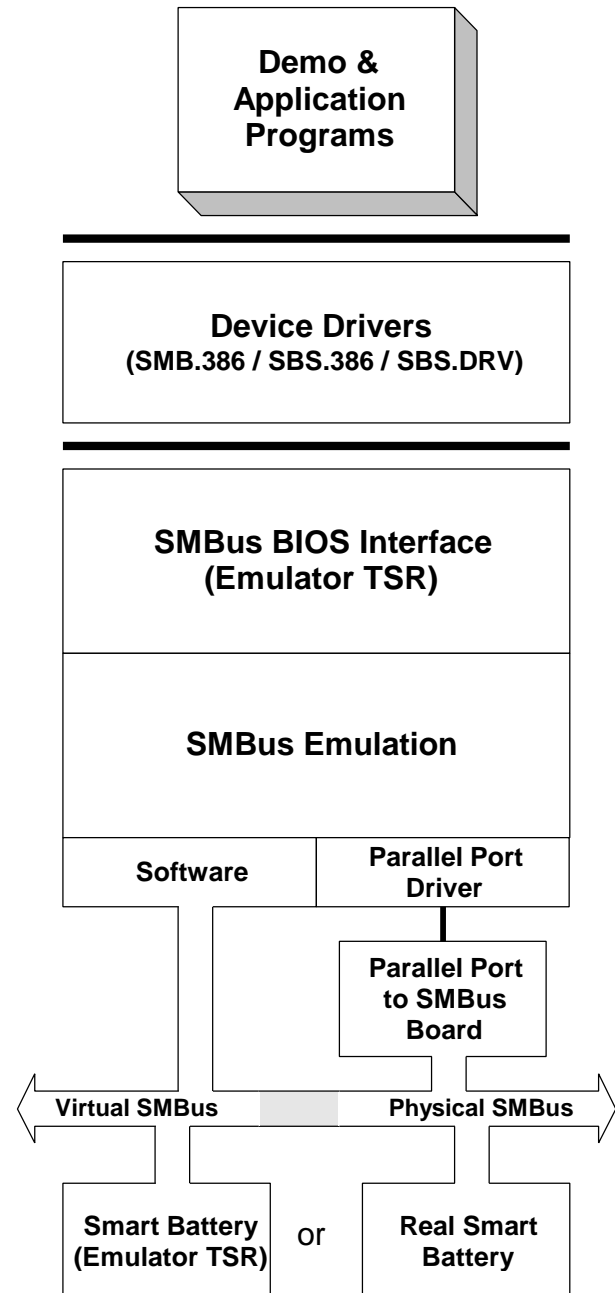 Demo &
Application
Programs
Device Drivers
(SMB.386 / SBS.386 / SBS.DRV)
SMBus BIOS Interface
(Emulator TSR)
SMBus Emulation
Software
Parallel Port
Driver
Parallel Port
to SMBus
Board
Virtual SMBus
Physical SMBus
Smart Battery
(Emulator TSR)
or
Real Smart
Battery